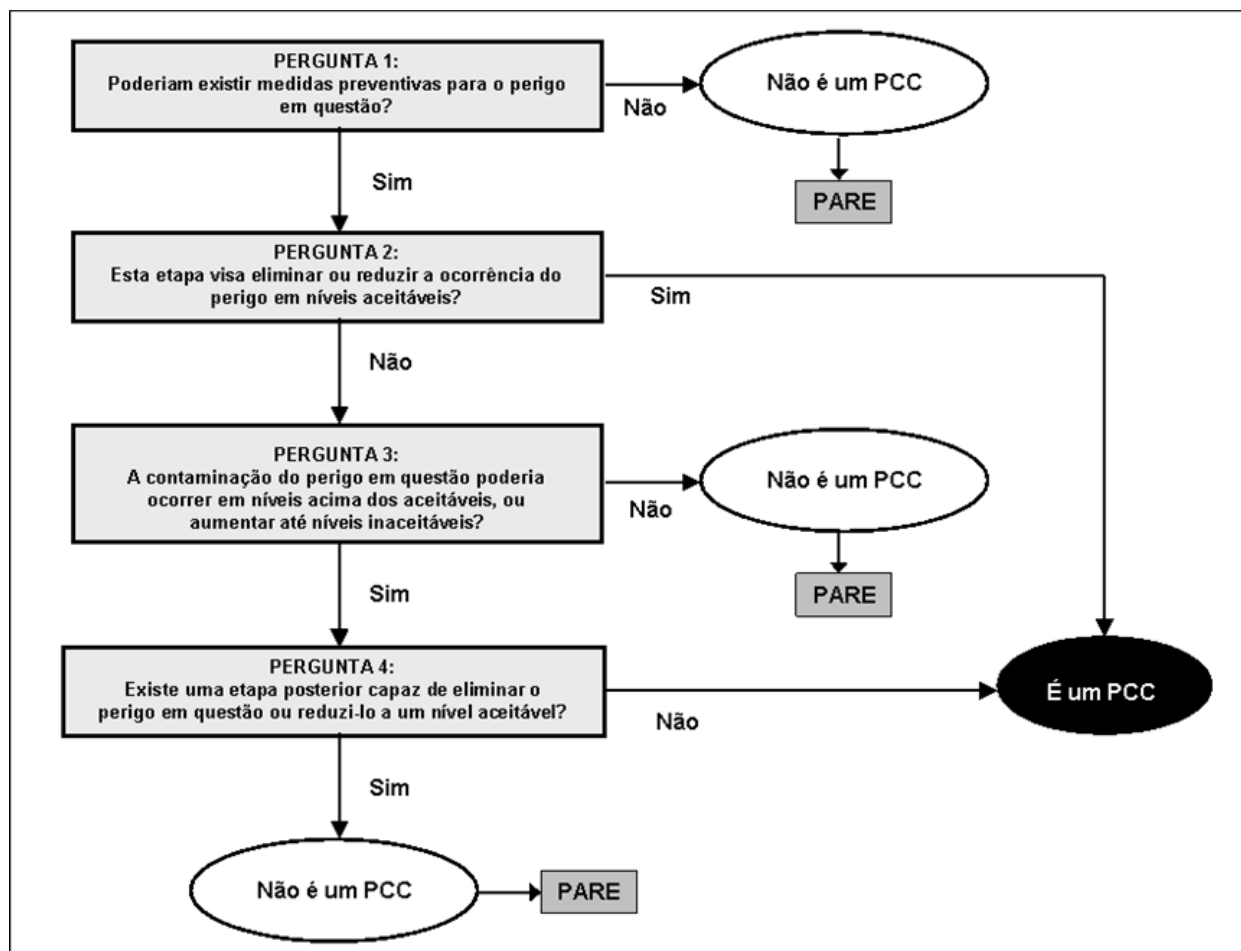 PERGUNTA 1:
Poderiam existir medidas preventivas para o perigo
em questão?
Não
Não é um PCC
PARE
Sim
PERGUNTA 2:
Esta etapa visa eliminar ou reduzir a ocorrência do
perigo em níveis aceitáveis?
Sim
Não
PERGUNTA 3:
A contaminação do perigo em questão poderia
ocorrer em níveis acima dos aceitáveis, ou
aumentar até níveis inaceitáveis?
Não
Não é um PCC
PARE
Sim
PERGUNTA 4:
Existe uma etapa posterior capaz de eliminar o
perigo em questão ou reduzi-lo a um nível aceitável?
Não
É um PCC
Sim
Não é um PCC
PARE